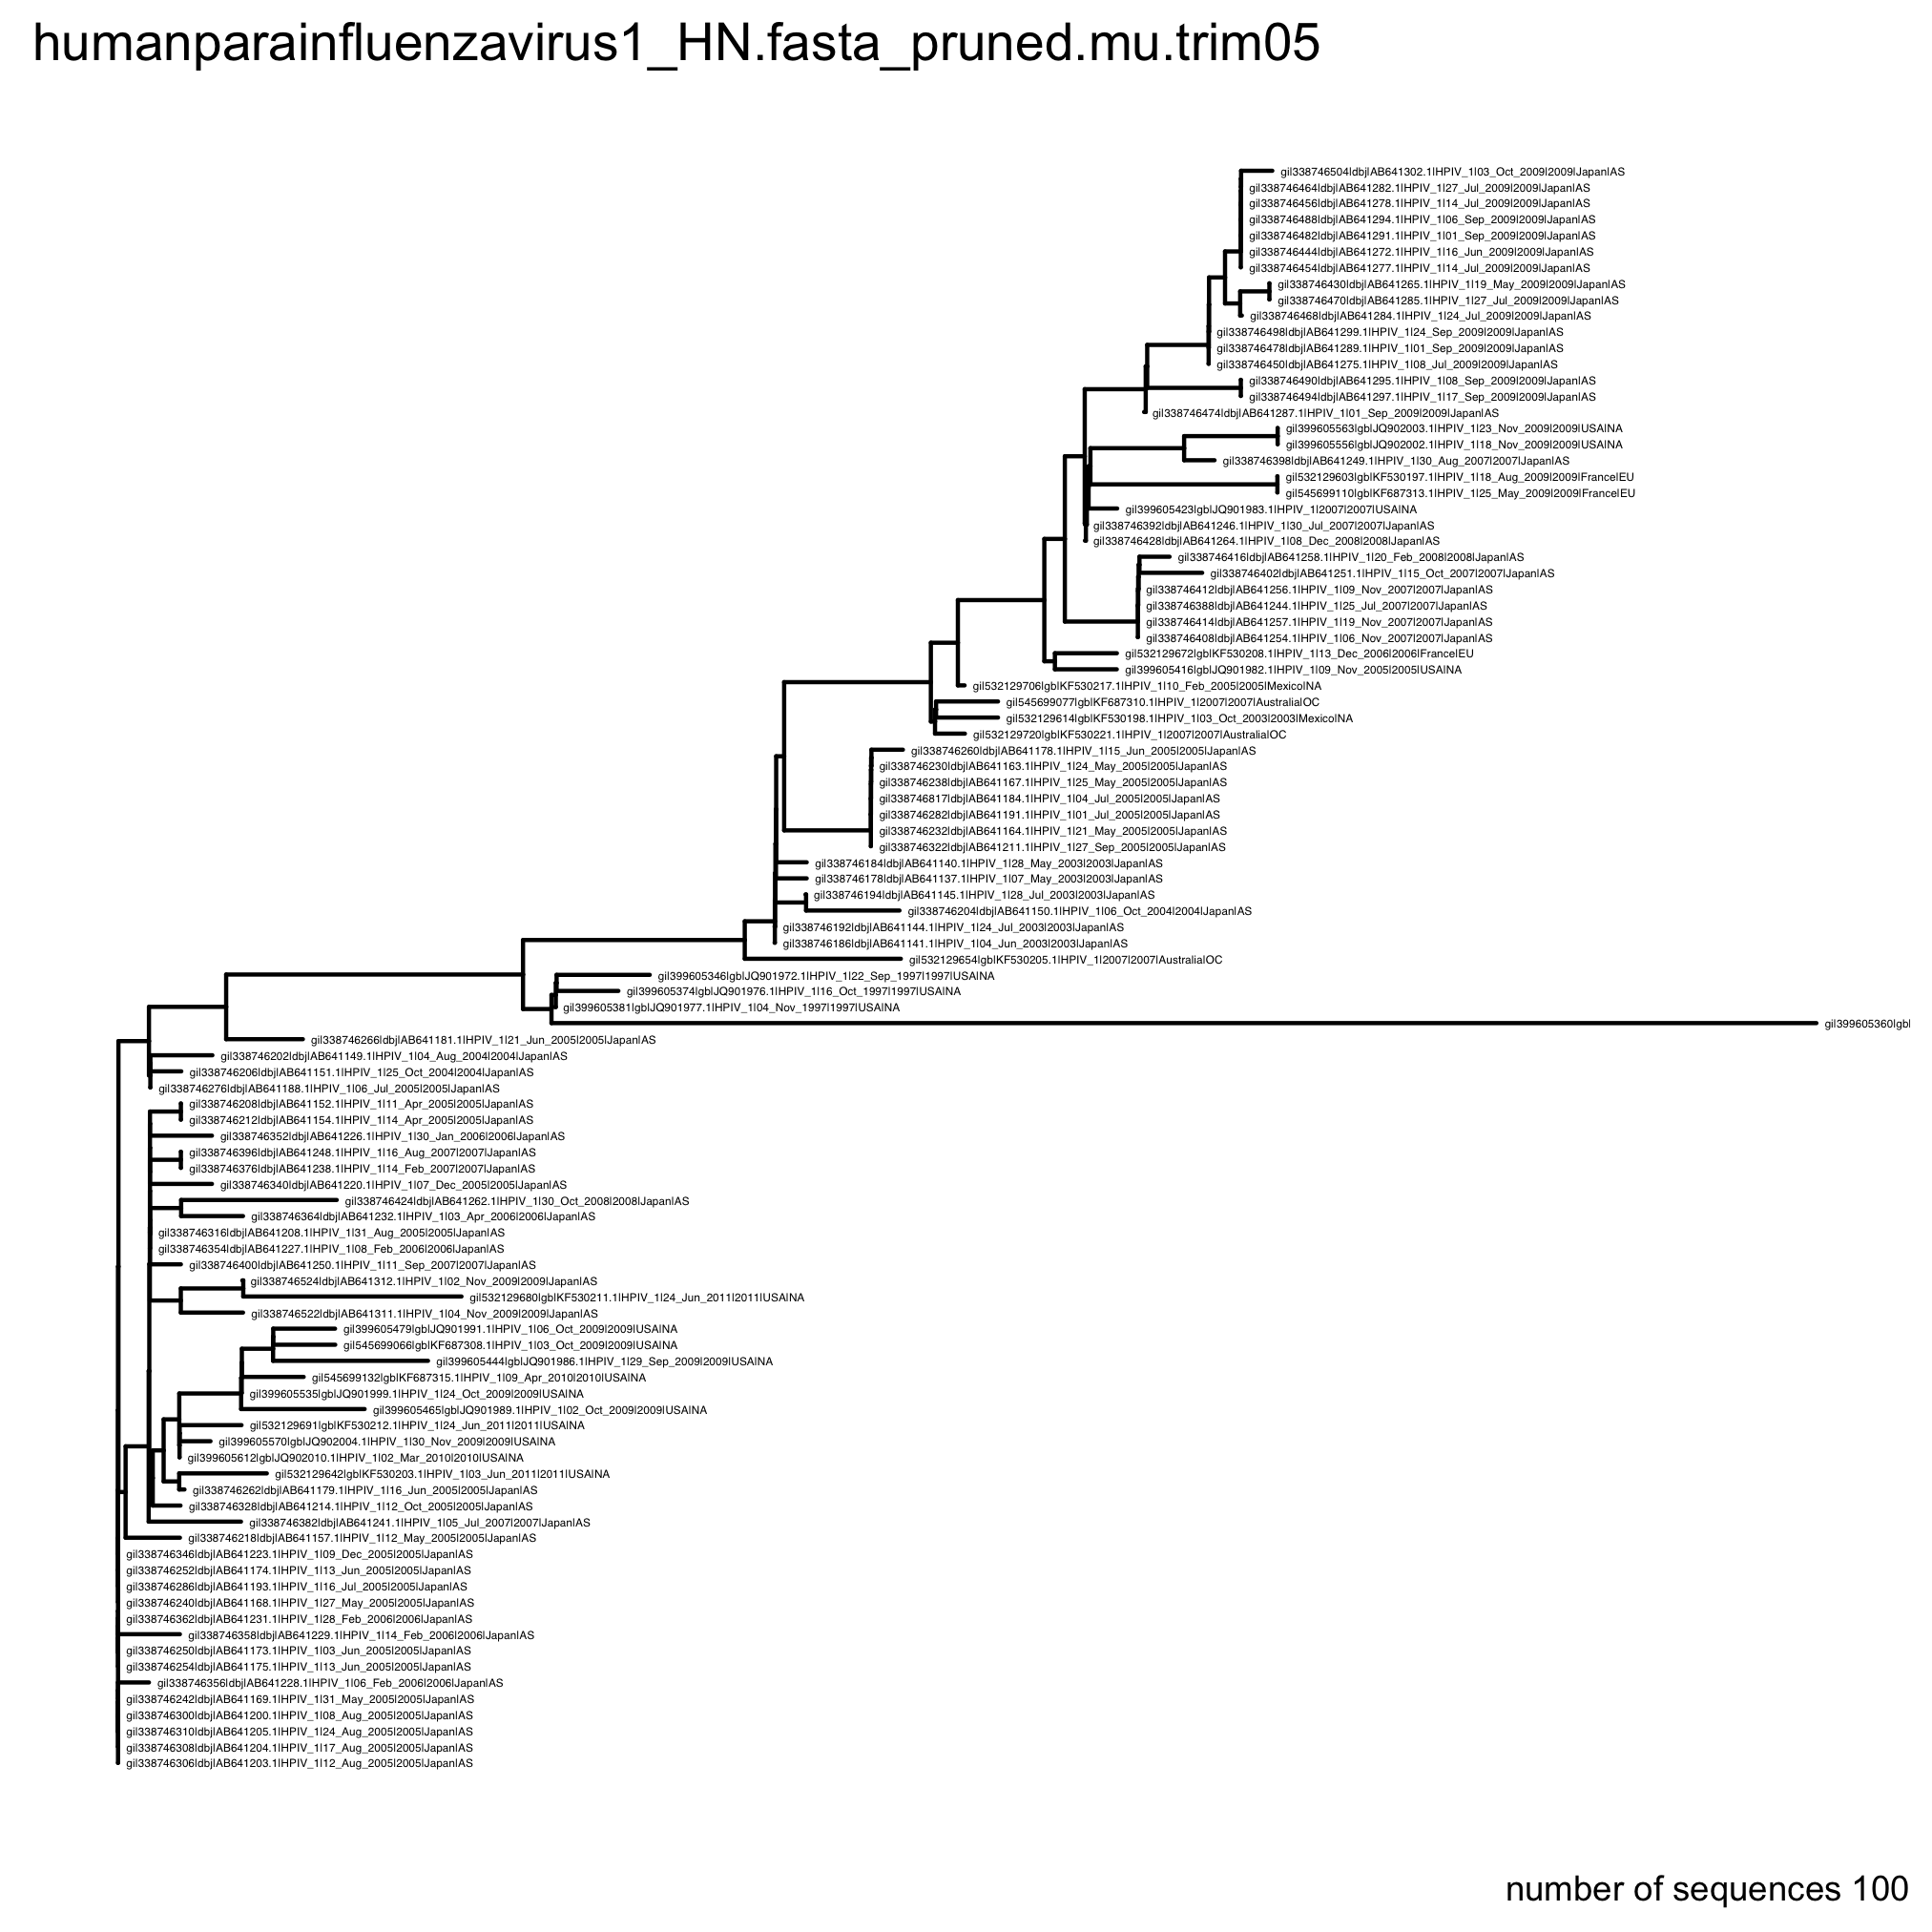 humanparainfluenzavirus1_HN.fasta_pruned.mu.trim05
gi|338746504|dbj|AB641302.1|HPIV_1|03_Oct_2009|2009|Japan|AS
gi|338746464|dbj|AB641282.1|HPIV_1|27_Jul_2009|2009|Japan|AS
gi|338746456|dbj|AB641278.1|HPIV_1|14_Jul_2009|2009|Japan|AS
gi|338746488|dbj|AB641294.1|HPIV_1|06_Sep_2009|2009|Japan|AS
gi|338746482|dbj|AB641291.1|HPIV_1|01_Sep_2009|2009|Japan|AS
gi|338746444|dbj|AB641272.1|HPIV_1|16_Jun_2009|2009|Japan|AS
gi|338746454|dbj|AB641277.1|HPIV_1|14_Jul_2009|2009|Japan|AS
gi|338746430|dbj|AB641265.1|HPIV_1|19_May_2009|2009|Japan|AS
gi|338746470|dbj|AB641285.1|HPIV_1|27_Jul_2009|2009|Japan|AS
gi|338746468|dbj|AB641284.1|HPIV_1|24_Jul_2009|2009|Japan|AS
gi|338746498|dbj|AB641299.1|HPIV_1|24_Sep_2009|2009|Japan|AS
gi|338746478|dbj|AB641289.1|HPIV_1|01_Sep_2009|2009|Japan|AS
gi|338746450|dbj|AB641275.1|HPIV_1|08_Jul_2009|2009|Japan|AS
gi|338746490|dbj|AB641295.1|HPIV_1|08_Sep_2009|2009|Japan|AS
gi|338746494|dbj|AB641297.1|HPIV_1|17_Sep_2009|2009|Japan|AS
gi|338746474|dbj|AB641287.1|HPIV_1|01_Sep_2009|2009|Japan|AS
gi|399605563|gb|JQ902003.1|HPIV_1|23_Nov_2009|2009|USA|NA
gi|399605556|gb|JQ902002.1|HPIV_1|18_Nov_2009|2009|USA|NA
gi|338746398|dbj|AB641249.1|HPIV_1|30_Aug_2007|2007|Japan|AS
gi|532129603|gb|KF530197.1|HPIV_1|18_Aug_2009|2009|France|EU
gi|545699110|gb|KF687313.1|HPIV_1|25_May_2009|2009|France|EU
gi|399605423|gb|JQ901983.1|HPIV_1|2007|2007|USA|NA
gi|338746392|dbj|AB641246.1|HPIV_1|30_Jul_2007|2007|Japan|AS
gi|338746428|dbj|AB641264.1|HPIV_1|08_Dec_2008|2008|Japan|AS
gi|338746416|dbj|AB641258.1|HPIV_1|20_Feb_2008|2008|Japan|AS
gi|338746402|dbj|AB641251.1|HPIV_1|15_Oct_2007|2007|Japan|AS
gi|338746412|dbj|AB641256.1|HPIV_1|09_Nov_2007|2007|Japan|AS
gi|338746388|dbj|AB641244.1|HPIV_1|25_Jul_2007|2007|Japan|AS
gi|338746414|dbj|AB641257.1|HPIV_1|19_Nov_2007|2007|Japan|AS
gi|338746408|dbj|AB641254.1|HPIV_1|06_Nov_2007|2007|Japan|AS
gi|532129672|gb|KF530208.1|HPIV_1|13_Dec_2006|2006|France|EU
gi|399605416|gb|JQ901982.1|HPIV_1|09_Nov_2005|2005|USA|NA
gi|532129706|gb|KF530217.1|HPIV_1|10_Feb_2005|2005|Mexico|NA
gi|545699077|gb|KF687310.1|HPIV_1|2007|2007|Australia|OC
gi|532129614|gb|KF530198.1|HPIV_1|03_Oct_2003|2003|Mexico|NA
gi|532129720|gb|KF530221.1|HPIV_1|2007|2007|Australia|OC
gi|338746260|dbj|AB641178.1|HPIV_1|15_Jun_2005|2005|Japan|AS
gi|338746230|dbj|AB641163.1|HPIV_1|24_May_2005|2005|Japan|AS
gi|338746238|dbj|AB641167.1|HPIV_1|25_May_2005|2005|Japan|AS
gi|338746817|dbj|AB641184.1|HPIV_1|04_Jul_2005|2005|Japan|AS
gi|338746282|dbj|AB641191.1|HPIV_1|01_Jul_2005|2005|Japan|AS
gi|338746232|dbj|AB641164.1|HPIV_1|21_May_2005|2005|Japan|AS
gi|338746322|dbj|AB641211.1|HPIV_1|27_Sep_2005|2005|Japan|AS
gi|338746184|dbj|AB641140.1|HPIV_1|28_May_2003|2003|Japan|AS
gi|338746178|dbj|AB641137.1|HPIV_1|07_May_2003|2003|Japan|AS
gi|338746194|dbj|AB641145.1|HPIV_1|28_Jul_2003|2003|Japan|AS
gi|338746204|dbj|AB641150.1|HPIV_1|06_Oct_2004|2004|Japan|AS
gi|338746192|dbj|AB641144.1|HPIV_1|24_Jul_2003|2003|Japan|AS
gi|338746186|dbj|AB641141.1|HPIV_1|04_Jun_2003|2003|Japan|AS
gi|532129654|gb|KF530205.1|HPIV_1|2007|2007|Australia|OC
gi|399605346|gb|JQ901972.1|HPIV_1|22_Sep_1997|1997|USA|NA
gi|399605374|gb|JQ901976.1|HPIV_1|16_Oct_1997|1997|USA|NA
gi|399605381|gb|JQ901977.1|HPIV_1|04_Nov_1997|1997|USA|NA
gi|399605360|gb|
gi|338746266|dbj|AB641181.1|HPIV_1|21_Jun_2005|2005|Japan|AS
gi|338746202|dbj|AB641149.1|HPIV_1|04_Aug_2004|2004|Japan|AS
gi|338746206|dbj|AB641151.1|HPIV_1|25_Oct_2004|2004|Japan|AS
gi|338746276|dbj|AB641188.1|HPIV_1|06_Jul_2005|2005|Japan|AS
gi|338746208|dbj|AB641152.1|HPIV_1|11_Apr_2005|2005|Japan|AS
gi|338746212|dbj|AB641154.1|HPIV_1|14_Apr_2005|2005|Japan|AS
gi|338746352|dbj|AB641226.1|HPIV_1|30_Jan_2006|2006|Japan|AS
gi|338746396|dbj|AB641248.1|HPIV_1|16_Aug_2007|2007|Japan|AS
gi|338746376|dbj|AB641238.1|HPIV_1|14_Feb_2007|2007|Japan|AS
gi|338746340|dbj|AB641220.1|HPIV_1|07_Dec_2005|2005|Japan|AS
gi|338746424|dbj|AB641262.1|HPIV_1|30_Oct_2008|2008|Japan|AS
gi|338746364|dbj|AB641232.1|HPIV_1|03_Apr_2006|2006|Japan|AS
gi|338746316|dbj|AB641208.1|HPIV_1|31_Aug_2005|2005|Japan|AS
gi|338746354|dbj|AB641227.1|HPIV_1|08_Feb_2006|2006|Japan|AS
gi|338746400|dbj|AB641250.1|HPIV_1|11_Sep_2007|2007|Japan|AS
gi|338746524|dbj|AB641312.1|HPIV_1|02_Nov_2009|2009|Japan|AS
gi|532129680|gb|KF530211.1|HPIV_1|24_Jun_2011|2011|USA|NA
gi|338746522|dbj|AB641311.1|HPIV_1|04_Nov_2009|2009|Japan|AS
gi|399605479|gb|JQ901991.1|HPIV_1|06_Oct_2009|2009|USA|NA
gi|545699066|gb|KF687308.1|HPIV_1|03_Oct_2009|2009|USA|NA
gi|399605444|gb|JQ901986.1|HPIV_1|29_Sep_2009|2009|USA|NA
gi|545699132|gb|KF687315.1|HPIV_1|09_Apr_2010|2010|USA|NA
gi|399605535|gb|JQ901999.1|HPIV_1|24_Oct_2009|2009|USA|NA
gi|399605465|gb|JQ901989.1|HPIV_1|02_Oct_2009|2009|USA|NA
gi|532129691|gb|KF530212.1|HPIV_1|24_Jun_2011|2011|USA|NA
gi|399605570|gb|JQ902004.1|HPIV_1|30_Nov_2009|2009|USA|NA
gi|399605612|gb|JQ902010.1|HPIV_1|02_Mar_2010|2010|USA|NA
gi|532129642|gb|KF530203.1|HPIV_1|03_Jun_2011|2011|USA|NA
gi|338746262|dbj|AB641179.1|HPIV_1|16_Jun_2005|2005|Japan|AS
gi|338746328|dbj|AB641214.1|HPIV_1|12_Oct_2005|2005|Japan|AS
gi|338746382|dbj|AB641241.1|HPIV_1|05_Jul_2007|2007|Japan|AS
gi|338746218|dbj|AB641157.1|HPIV_1|12_May_2005|2005|Japan|AS
gi|338746346|dbj|AB641223.1|HPIV_1|09_Dec_2005|2005|Japan|AS
gi|338746252|dbj|AB641174.1|HPIV_1|13_Jun_2005|2005|Japan|AS
gi|338746286|dbj|AB641193.1|HPIV_1|16_Jul_2005|2005|Japan|AS
gi|338746240|dbj|AB641168.1|HPIV_1|27_May_2005|2005|Japan|AS
gi|338746362|dbj|AB641231.1|HPIV_1|28_Feb_2006|2006|Japan|AS
gi|338746358|dbj|AB641229.1|HPIV_1|14_Feb_2006|2006|Japan|AS
gi|338746250|dbj|AB641173.1|HPIV_1|03_Jun_2005|2005|Japan|AS
gi|338746254|dbj|AB641175.1|HPIV_1|13_Jun_2005|2005|Japan|AS
gi|338746356|dbj|AB641228.1|HPIV_1|06_Feb_2006|2006|Japan|AS
gi|338746242|dbj|AB641169.1|HPIV_1|31_May_2005|2005|Japan|AS
gi|338746300|dbj|AB641200.1|HPIV_1|08_Aug_2005|2005|Japan|AS
gi|338746310|dbj|AB641205.1|HPIV_1|24_Aug_2005|2005|Japan|AS
gi|338746308|dbj|AB641204.1|HPIV_1|17_Aug_2005|2005|Japan|AS
gi|338746306|dbj|AB641203.1|HPIV_1|12_Aug_2005|2005|Japan|AS
number of sequences 100